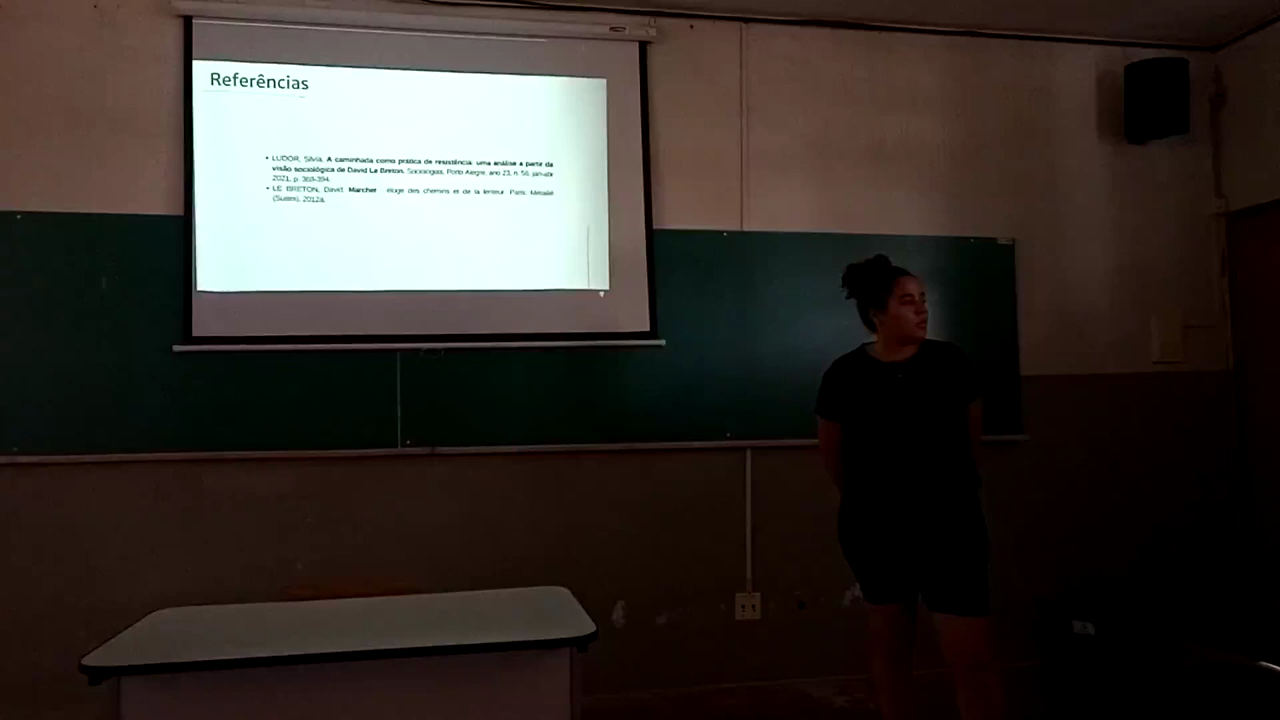 Referências
• LUDOR, Silvia. A caminhada como prática de resistência: uma análise a partir da
visão sociológica de David Le Breton. Sociologias, Porto Alegre, ano 23, n. 56, jan-abr
2021, p. 368-394.
• LE BRETON, David. Marcher : éloge des chemins et de la lenteur. Paris: Métailié
(Suites), 2012a.